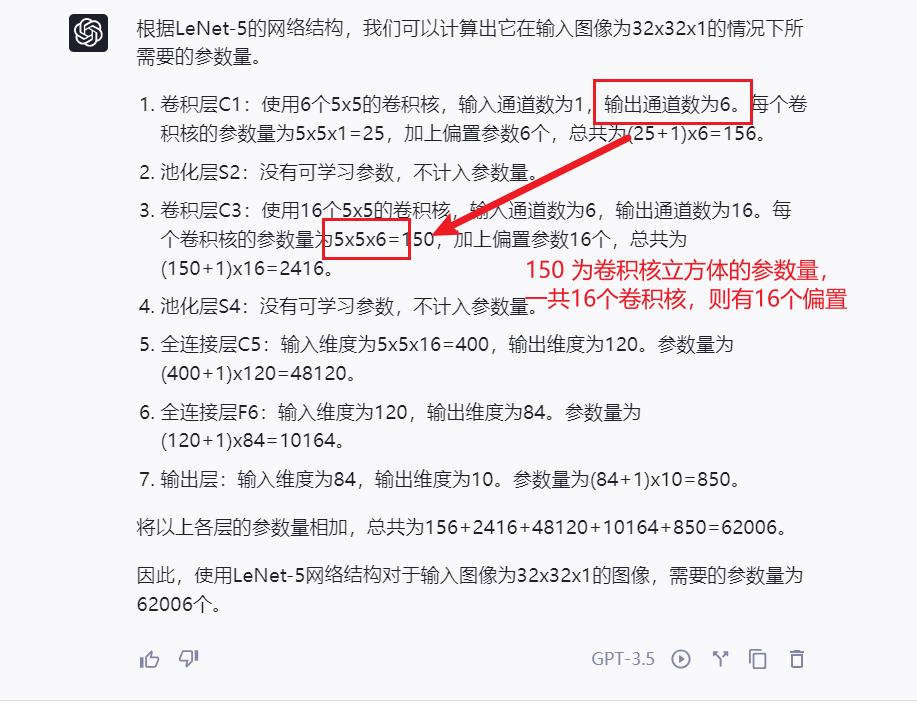 根据LeNet-5的网络结构，我们可以计算出它在输入图像为32x32x1的情况下所
需要的参数量。
1. 卷积层C1：使用6个5x5的卷积核，输入通道数为1，输出通道数为6。每个卷
积核的参数量为5x5x1=25，加上偏置参数6个，总共为(25+1)x6=156。
2. 池化层S2：没有可学习参数，不计入参数量。
3. 卷积层C3：使用16个5x5的卷积核，输入通道数为6，输出通道数为16。每
个卷积核的参数量为5x5x6=150，加上偏置参数16个，总共为
(150+1)x16=2416。
150 为卷积核立方体的参数量，
一共16个卷积核，则有16个偏置
4. 池化层S4：没有可学习参数，不计入参数量。
5. 全连接层C5：输入维度为5x5x16=400，输出维度为120。参数量为
(400+1)x120=48120。
6. 全连接层F6：输入维度为120，输出维度为84。参数量为
(120+1)x84=10164。
7. 输出层：输入维度为84，输出维度为10。参数量为(84+1)x10=850。
将以上各层的参数量相加，总共为156+2416+48120+10164+850=62006。
因此，使用LeNet-5网络结构对于输入图像为32x32x1的图像，需要的参数量为
62006个。
GPT-3.5